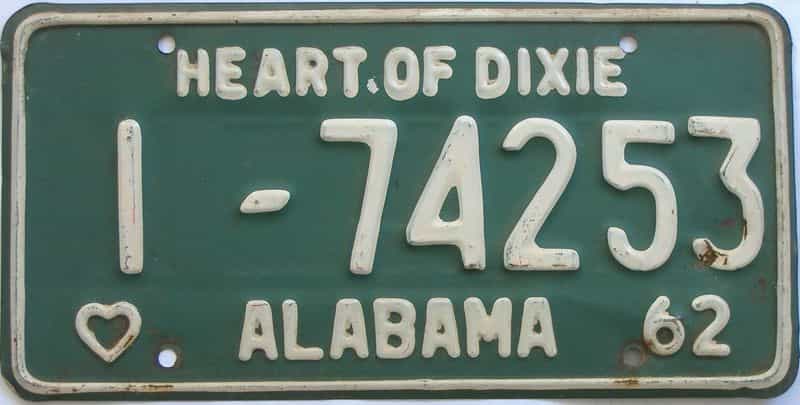 HEART OF DIXIE
1-74253
ALABAMA 62